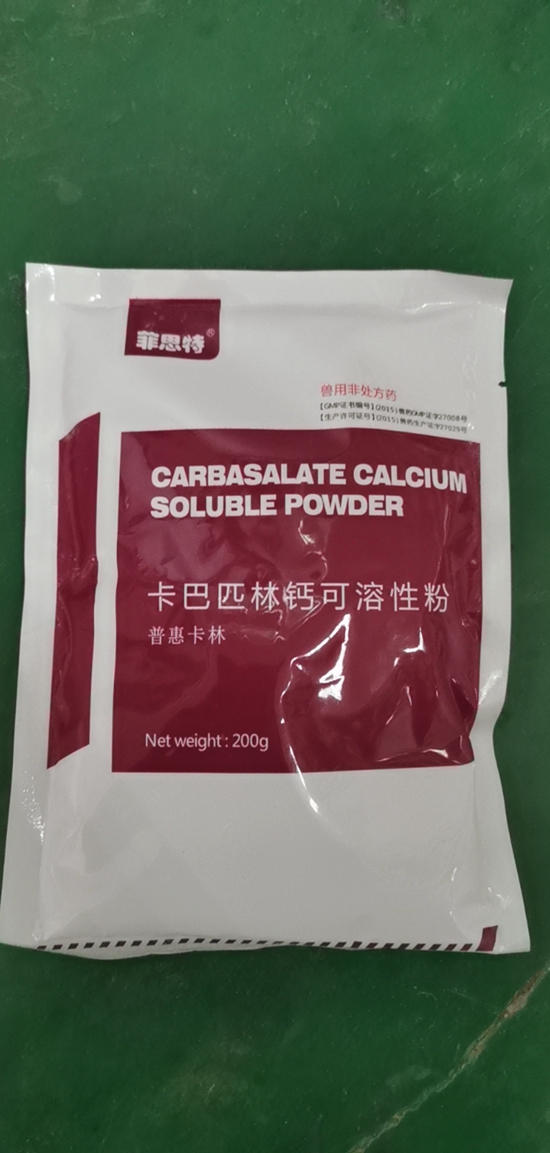 菲思特®
兽用非处方药
【GMP证书编号】(2015)兽药GMP证字27008号
【生产许可证号】(2015)兽药生产证字27025号
CARBASALATE CALCIUM
SOLUBLE POWDER
卡巴匹林钙可溶性粉
普惠卡林
Net weight : 200g